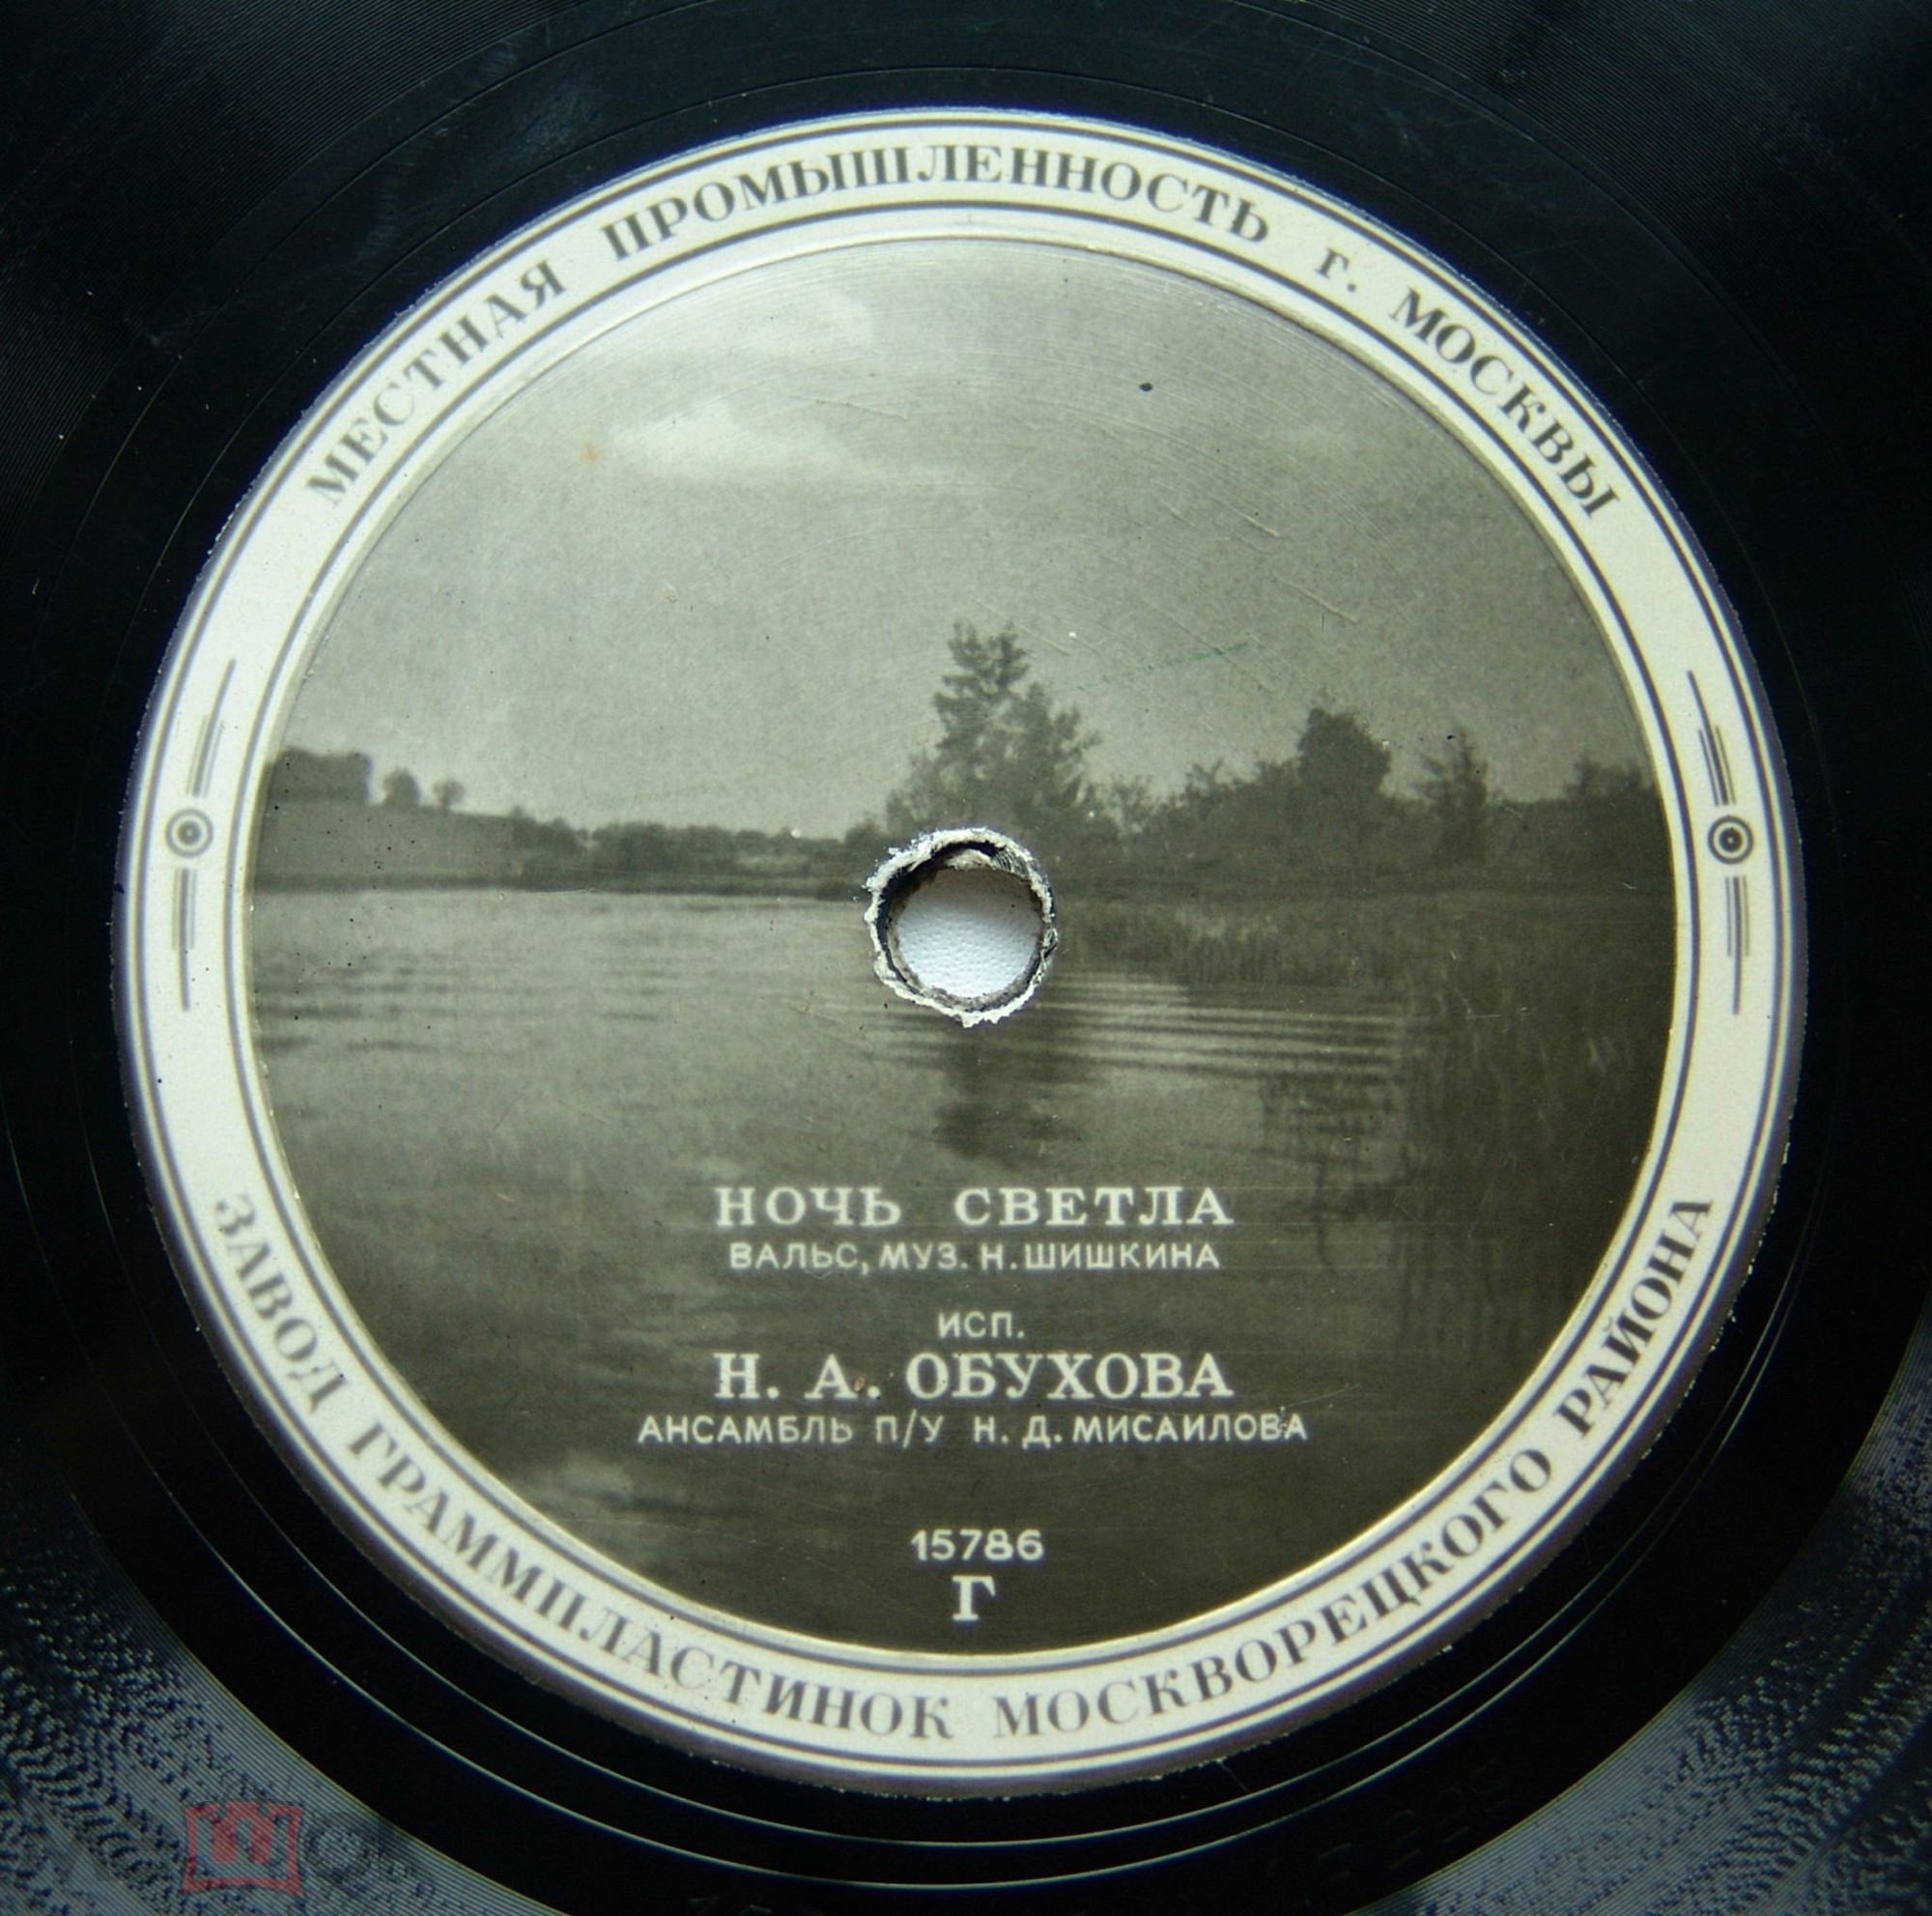 МЕСТНАЯ ПРОМЫШЛЕННОСТЬ г. МОСКВЫ
НОЧЬ СВЕТЛА
ВАЛЬС, МУЗ. Н. ШИШКИНА
ИСП.
Н. А. ОБУХОВА
АНСАМБЛЬ П/У Н. Д. МИСАИЛОВА
15786
Г
ЗАВОД ГРАММПЛАСТИНОК МОСКВОРЕЦКОГО РАЙОНА